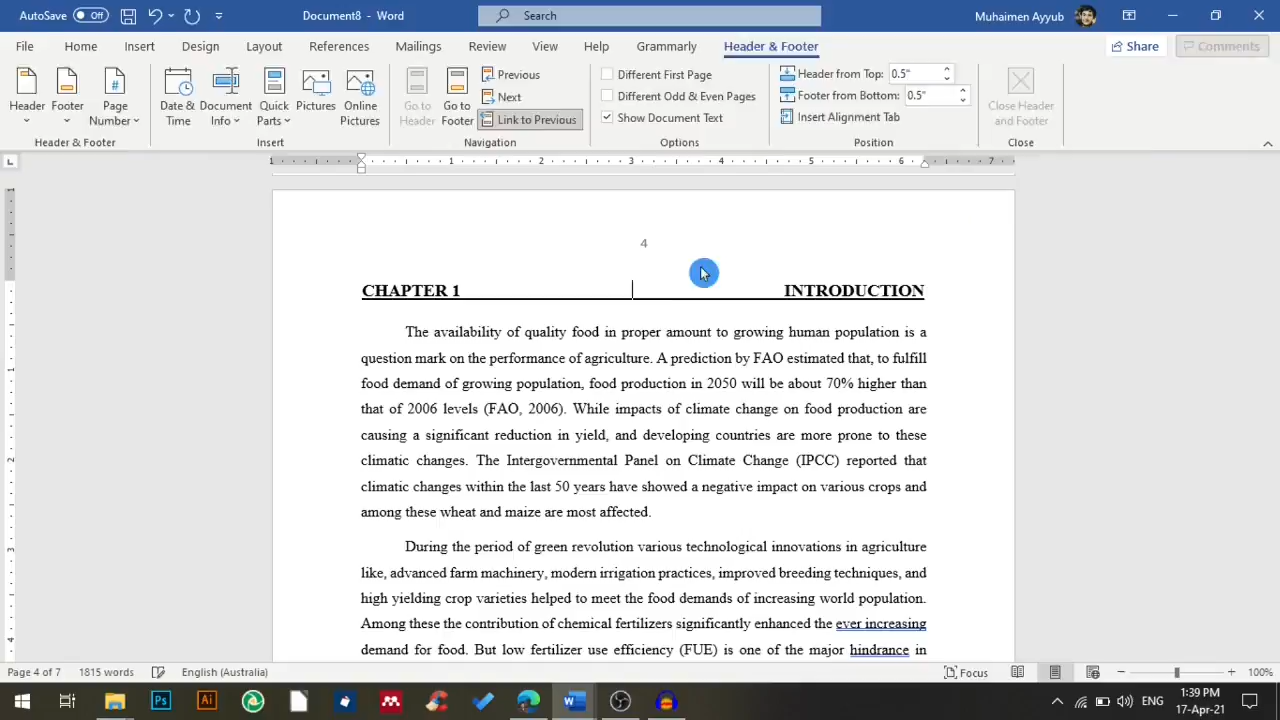 AutoSave Off Document8 - Word Search Muhaimen Ayyub
File Home Insert Design Layout References Mailings Review View Help Grammarly Header & Footer Share Comments
Header Footer Page Number Date & Time Document Info Quick Parts Pictures Online Pictures Go to Header Go to Footer Previous Next Link to Previous Different First Page Different Odd & Even Pages Show Document Text Header from Top: 0.5" Footer from Bottom: 0.5" Insert Alignment Tab Close Header and Footer
Header & Footer Insert Navigation Options Position Close
1 1 2 3 4 5 6 7
4
CHAPTER 1 INTRODUCTION
The availability of quality food in proper amount to growing human population is a
question mark on the performance of agriculture. A prediction by FAO estimated that, to fulfill
food demand of growing population, food production in 2050 will be about 70% higher than
that of 2006 levels (FAO, 2006). While impacts of climate change on food production are
causing a significant reduction in yield, and developing countries are more prone to these
climatic changes. The Intergovernmental Panel on Climate Change (IPCC) reported that
climatic changes within the last 50 years have showed a negative impact on various crops and
among these wheat and maize are most affected.
During the period of green revolution various technological innovations in agriculture
like, advanced farm machinery, modern irrigation practices, improved breeding techniques, and
high yielding crop varieties helped to meet the food demands of increasing world population.
Among these the contribution of chemical fertilizers significantly enhanced the ever increasing
demand for food. But low fertilizer use efficiency (FUE) is one of the major hindrance in
Page 4 of 7 1815 words English (Australia) Focus 100%
Ps Ai ENG 1:39 PM
17-Apr-21